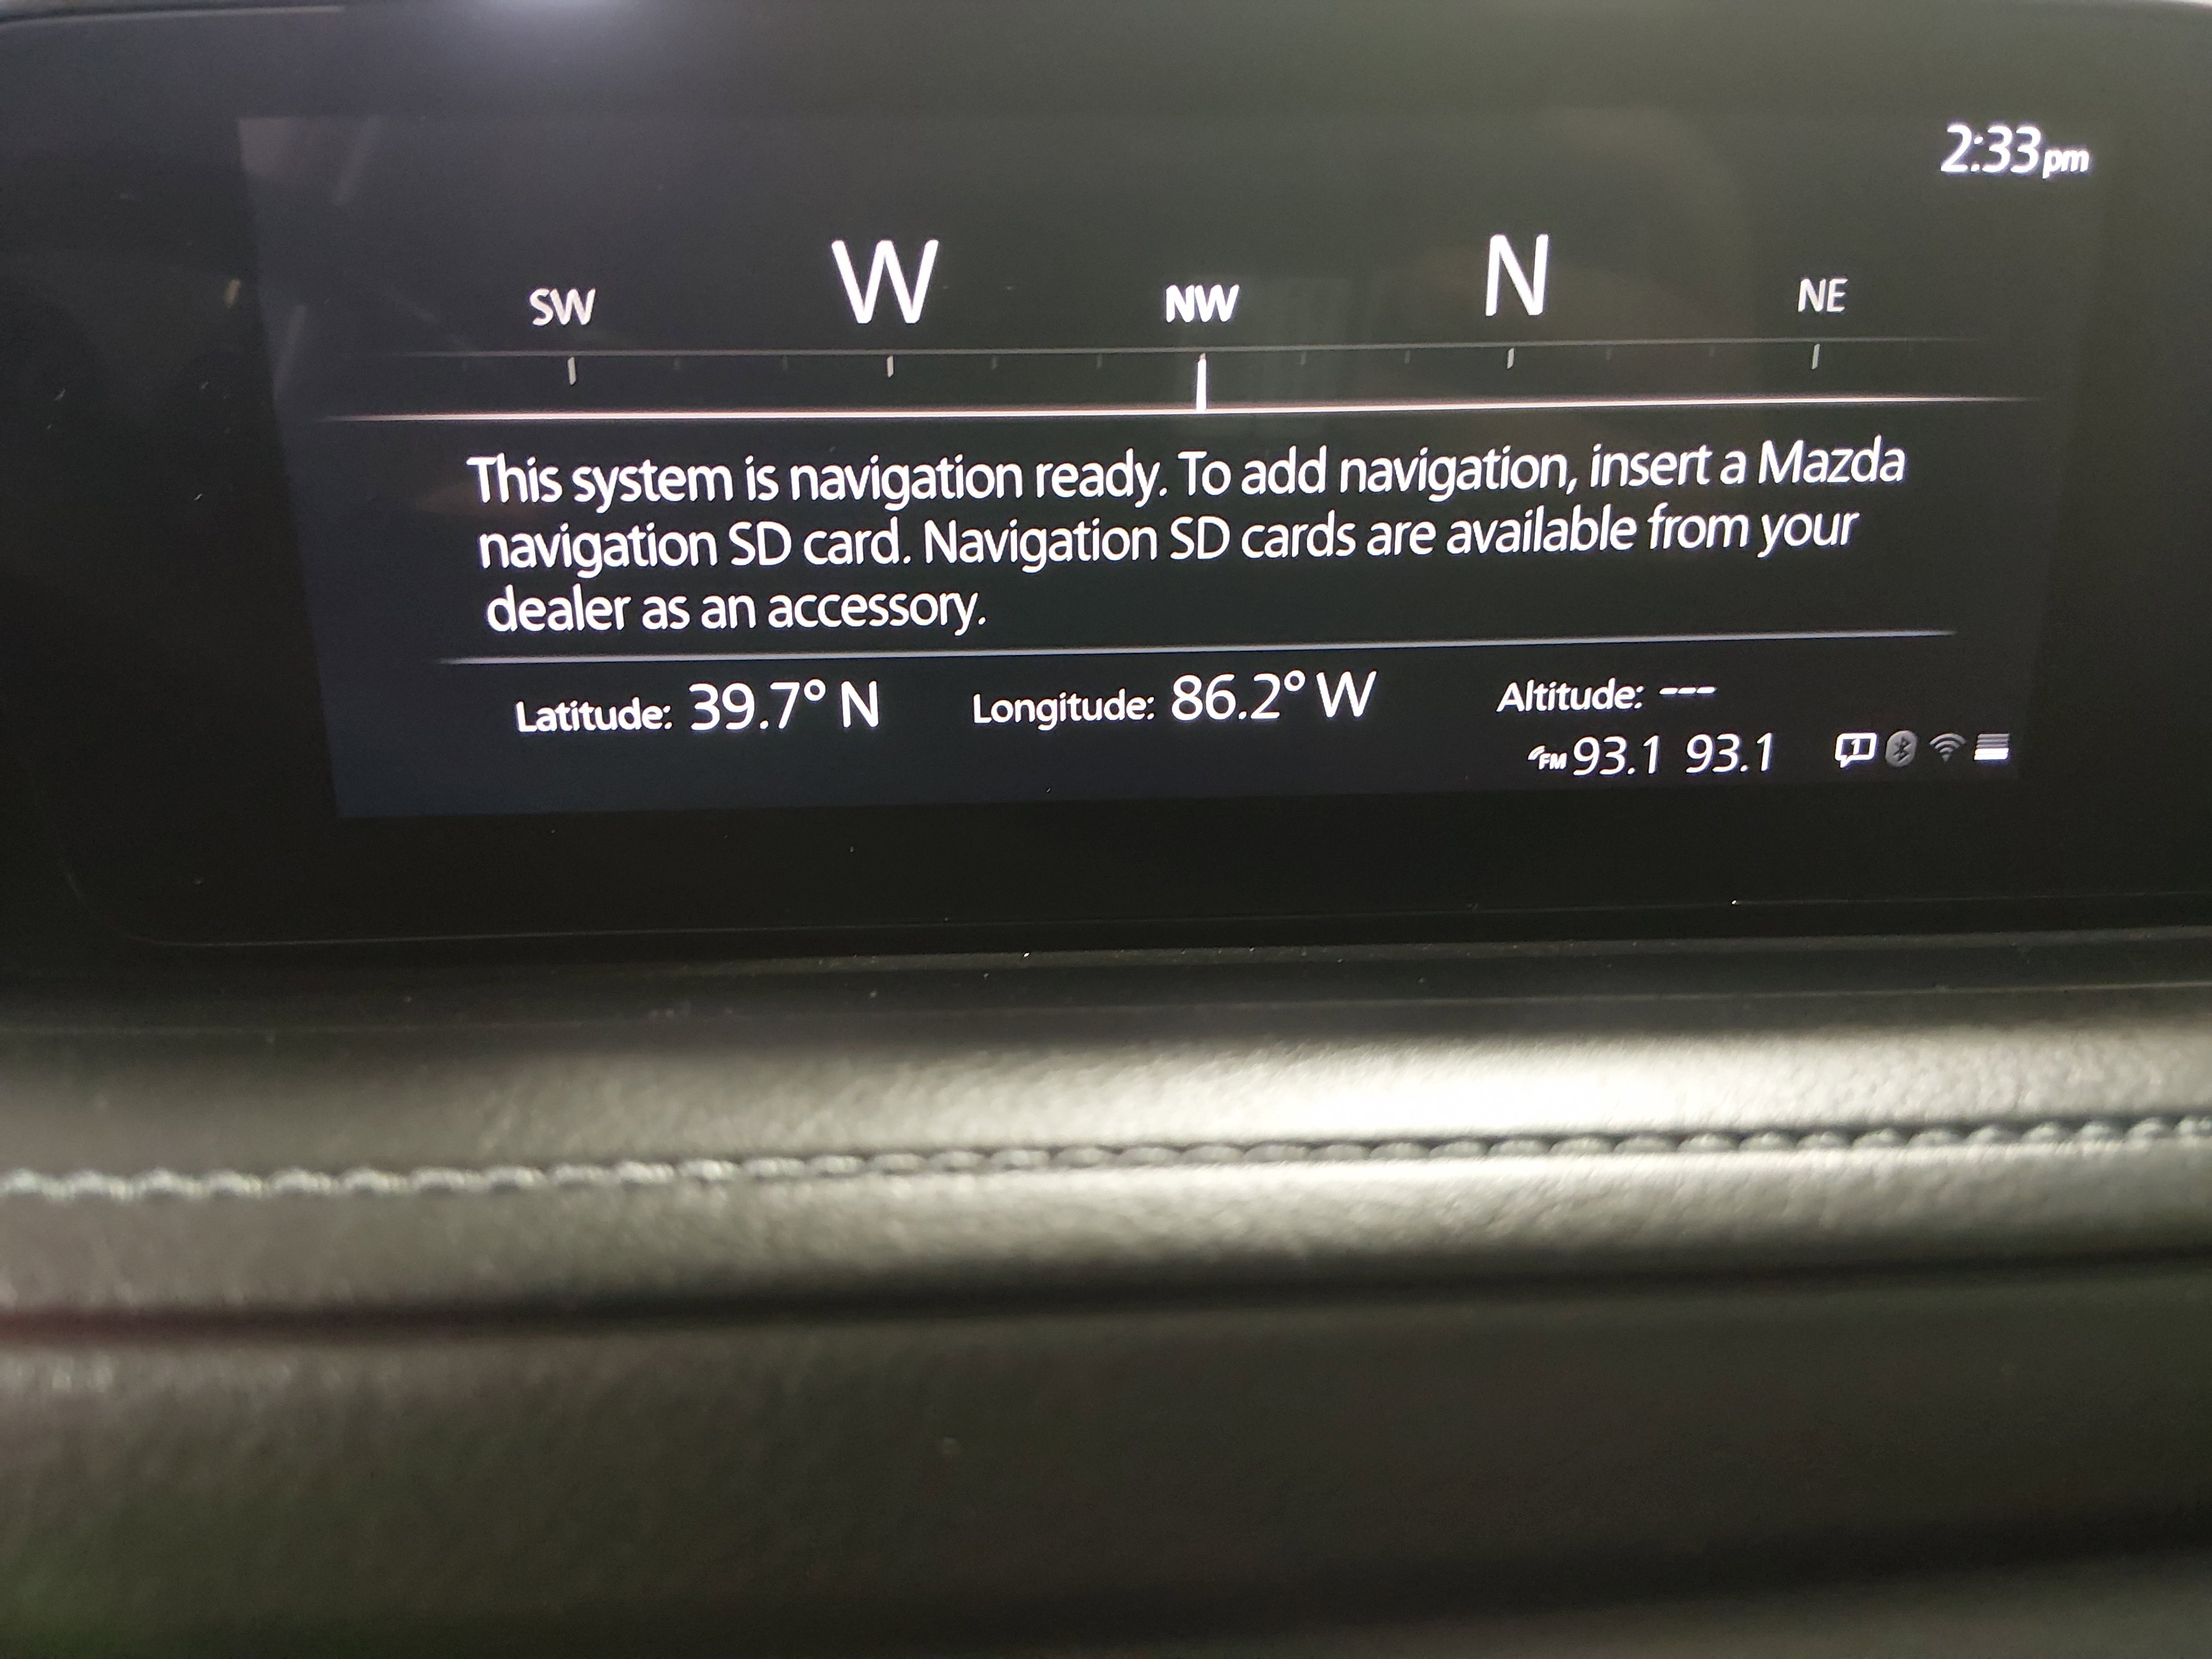 2:33pm
SW W NW N NE
This system is navigation ready. To add navigation, insert a Mazda
navigation SD card. Navigation SD cards are available from your
dealer as an accessory.
Latitude: 39.7° N Longitude: 86.2° W Altitude: ---
FM 93.1 93.1 1